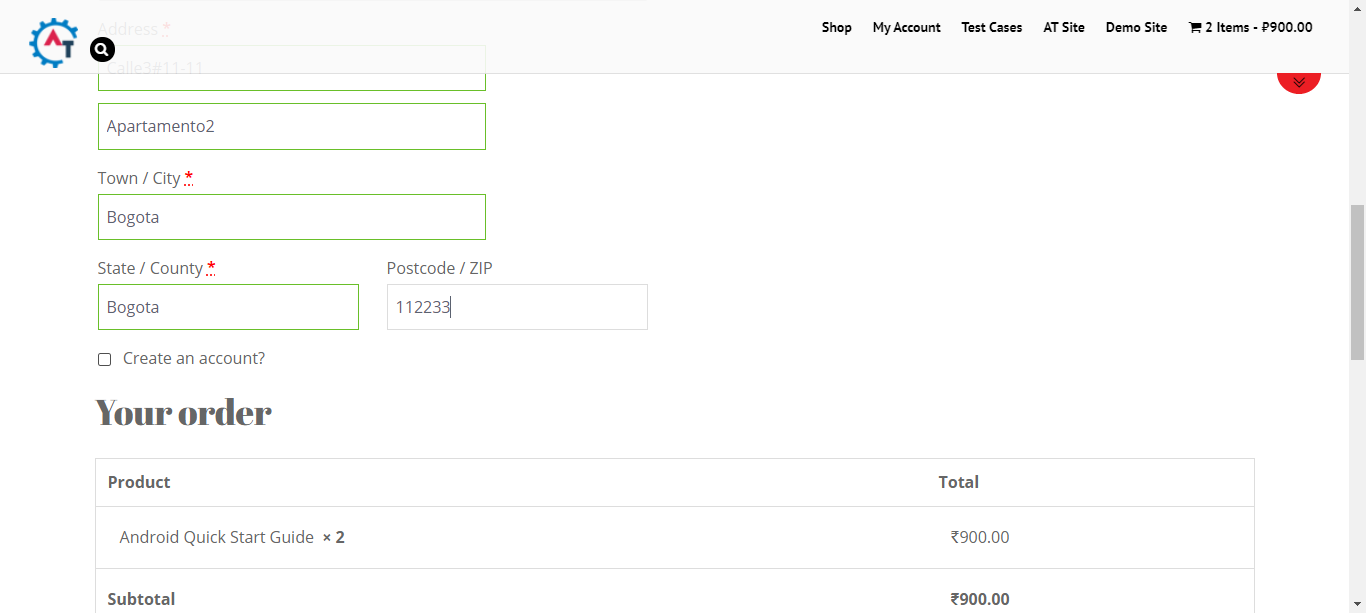 AT
Shop My Account Test Cases AT Site Demo Site 2 Items - ₹900.00
Address *
Calle3#11-11
Apartamento2
Town / City *
Bogota
State / County * Postcode / ZIP
Bogota 112233
Create an account?
Your order
Product Total
Android Quick Start Guide × 2 ₹900.00
Subtotal ₹900.00